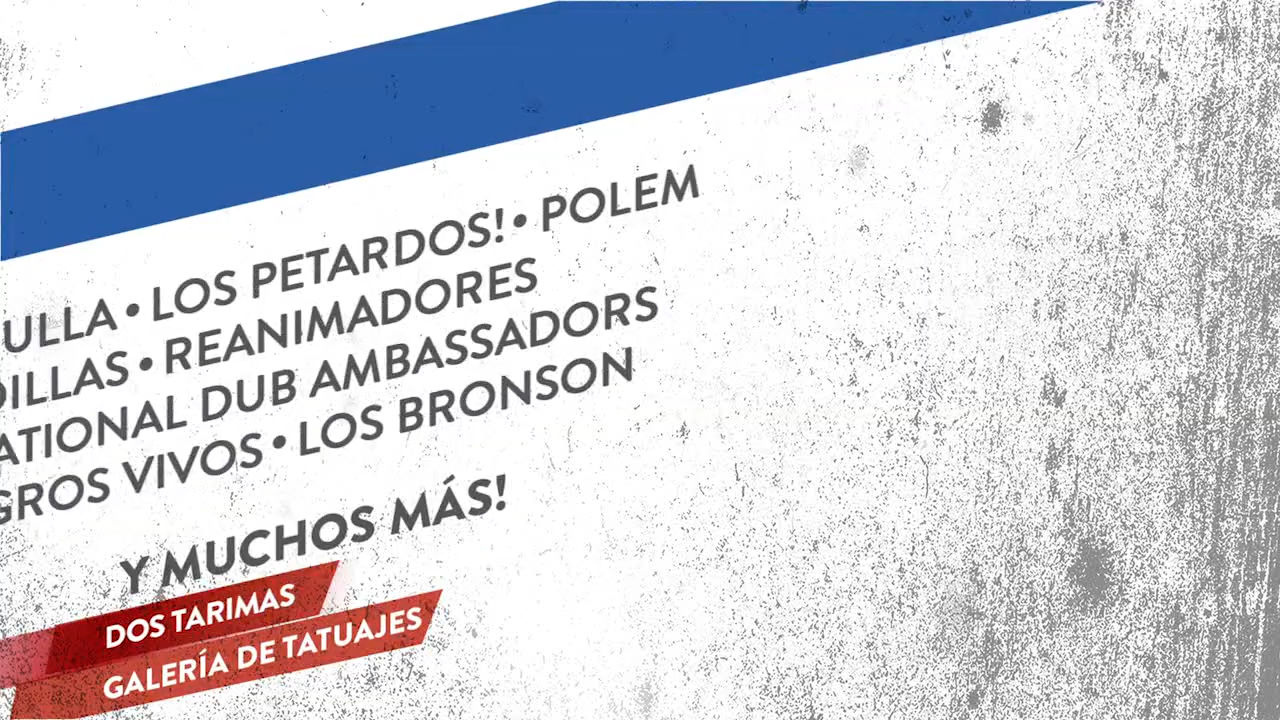 ULLA • LOS PETARDOS! • POLEM
DILLAS • REANIMADORES
ATIONAL DUB AMBASSADORS
GROS VIVOS • LOS BRONSON
Y MUCHOS MÁS!
DOS TARIMAS
GALERÍA DE TATUAJES